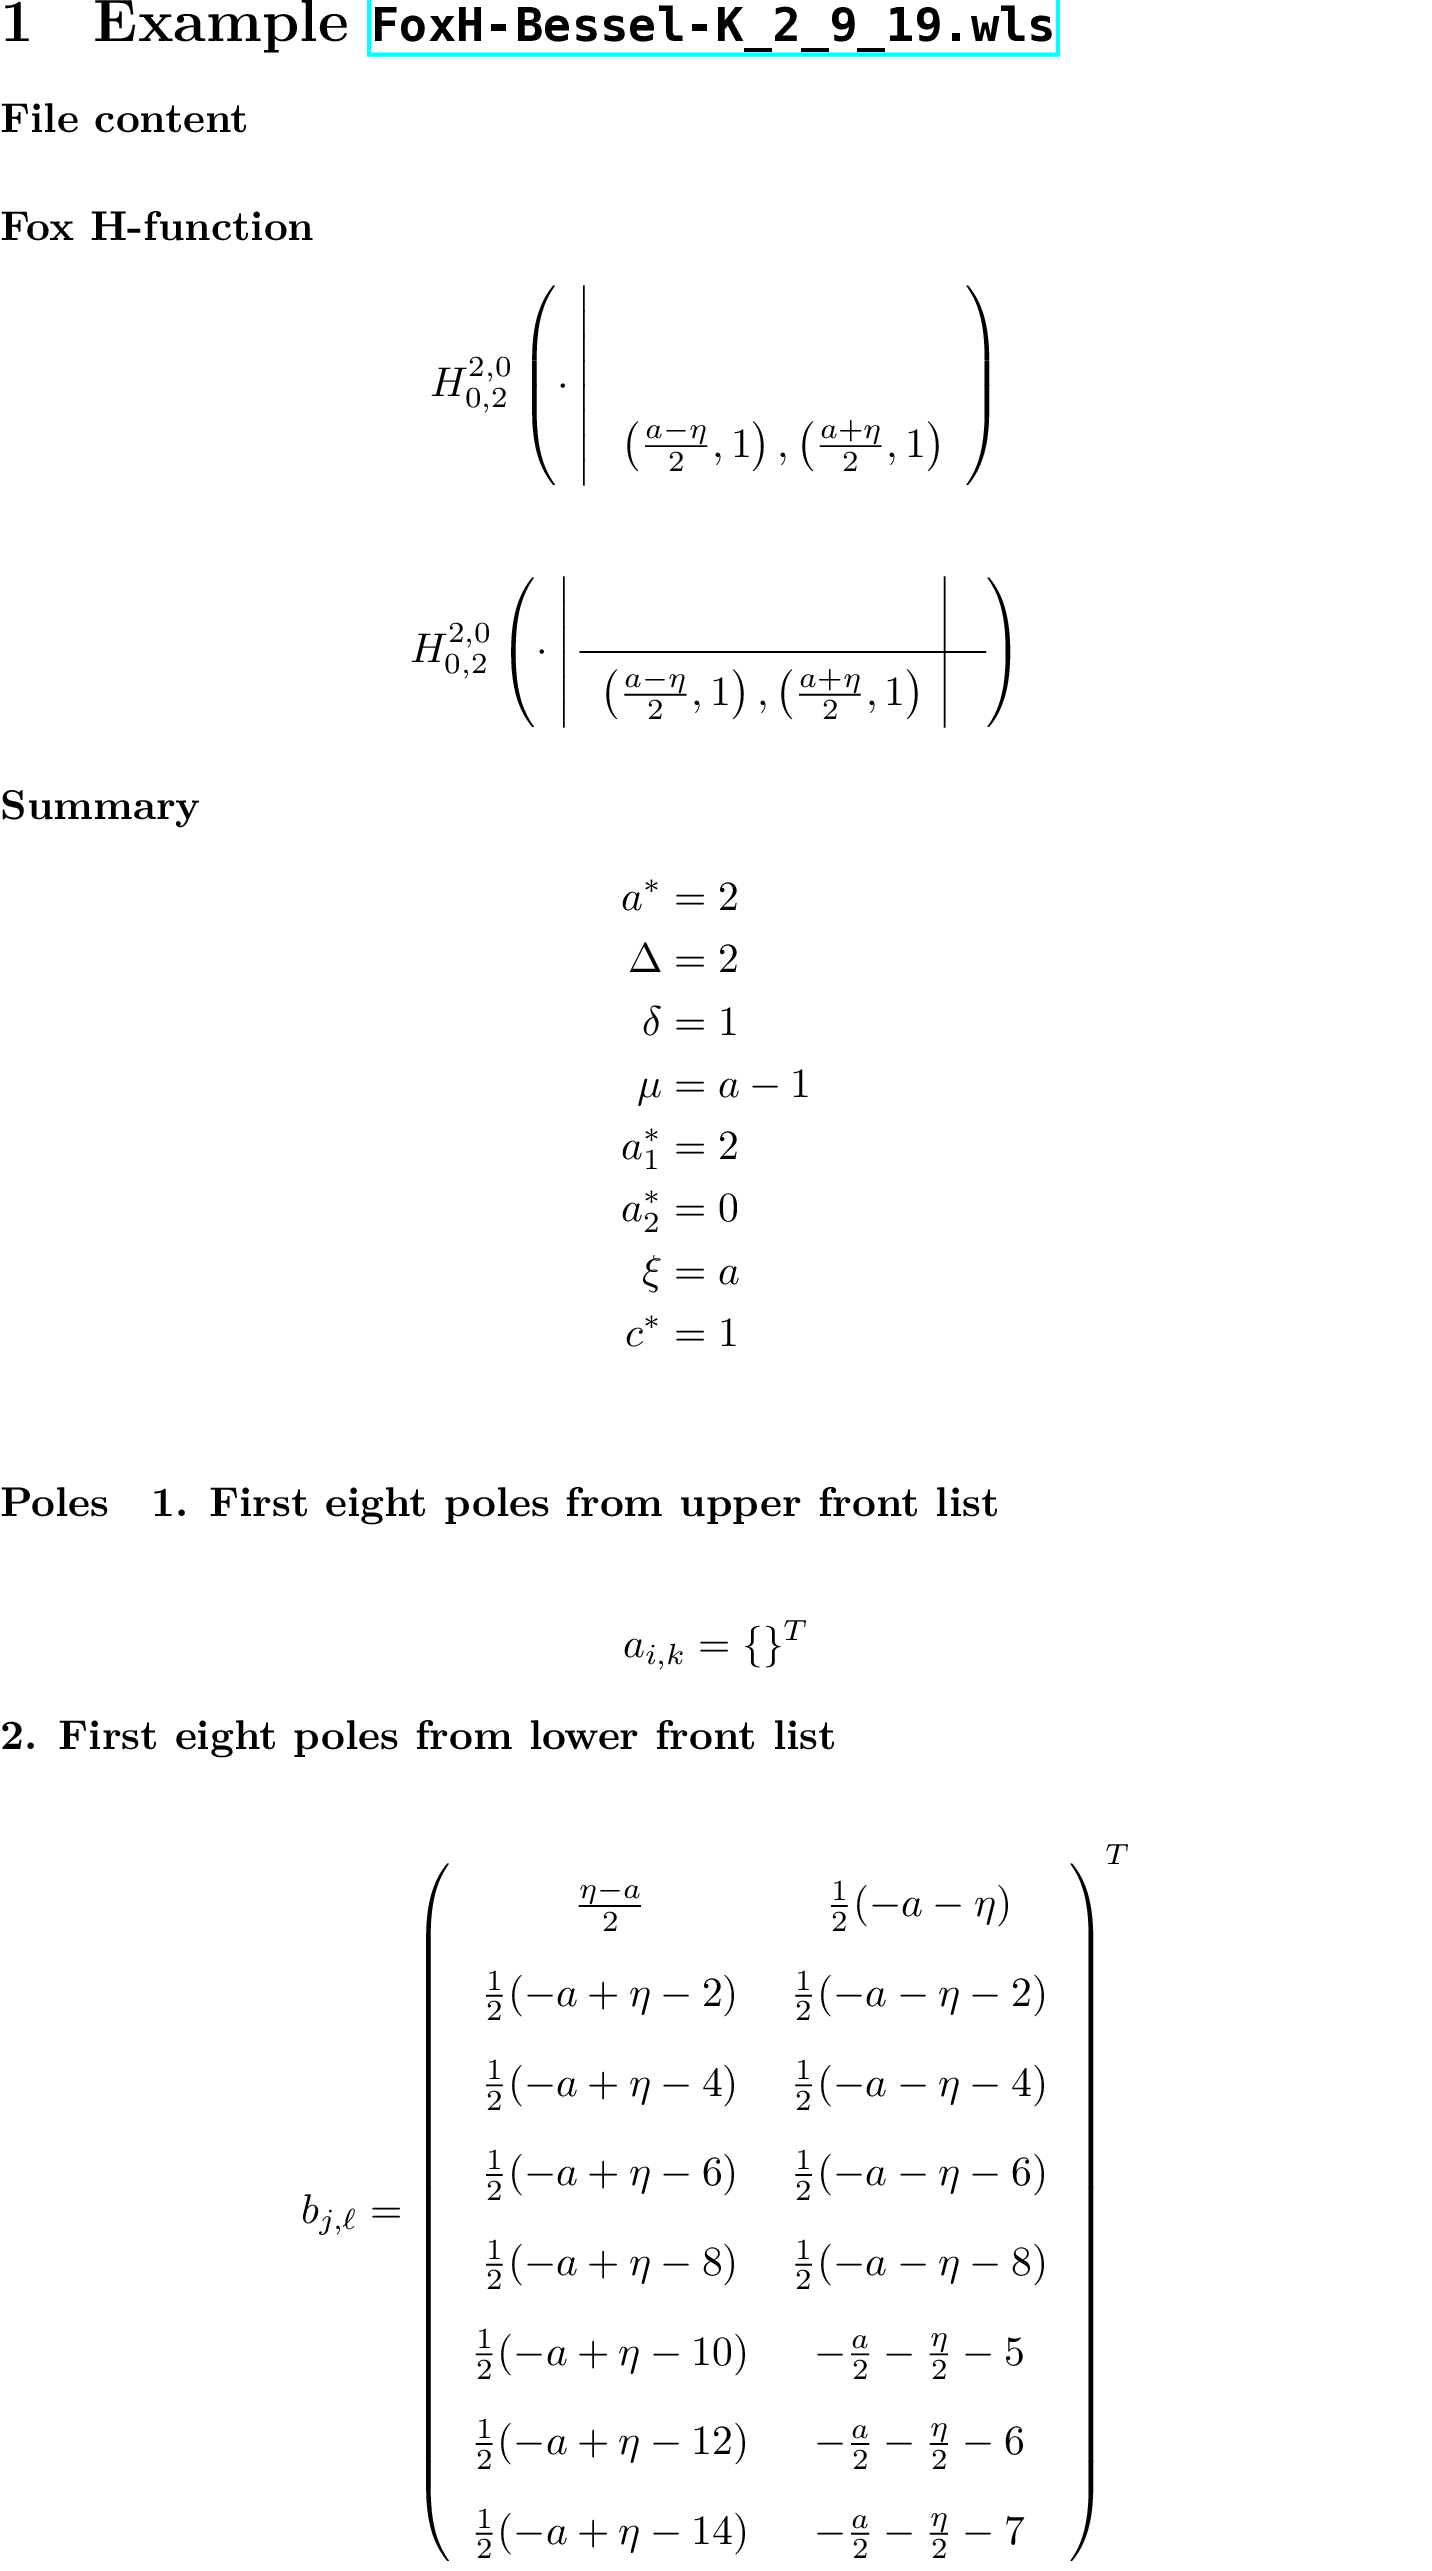 1 Example FoxH-Bessel-K_2_9_19.wls
File content
Fox H-function
$H_{0,2}^{2,0}\left(\cdot\left|\left(\frac{a-\eta}{2},1\right),\left(\frac{a+\eta}{2},1\right)\right.\right)$
$H_{0,2}^{2,0}\left(\cdot\left|\begin{array}{c|c} & \\ \hline \left(\frac{a-\eta}{2},1\right),\left(\frac{a+\eta}{2},1\right) & \end{array}\right.\right)$
Summary
$a^* = 2$
$\Delta = 2$
$\delta = 1$
$\mu = a - 1$
$a_1^* = 2$
$a_2^* = 0$
$\xi = a$
$c^* = 1$
Poles 1. First eight poles from upper front list
$a_{i,k} = \{\}^T$
2. First eight poles from lower front list
$b_{j,\ell} = \left(\begin{array}{cc} \frac{\eta-a}{2} & \frac{1}{2}(-a-\eta) \\
\frac{1}{2}(-a+\eta-2) & \frac{1}{2}(-a-\eta-2) \\
\frac{1}{2}(-a+\eta-4) & \frac{1}{2}(-a-\eta-4) \\
\frac{1}{2}(-a+\eta-6) & \frac{1}{2}(-a-\eta-6) \\
\frac{1}{2}(-a+\eta-8) & \frac{1}{2}(-a-\eta-8) \\
\frac{1}{2}(-a+\eta-10) & -\frac{a}{2}-\frac{\eta}{2}-5 \\
\frac{1}{2}(-a+\eta-12) & -\frac{a}{2}-\frac{\eta}{2}-6 \\
\frac{1}{2}(-a+\eta-14) & -\frac{a}{2}-\frac{\eta}{2}-7 \end{array}\right)^T$